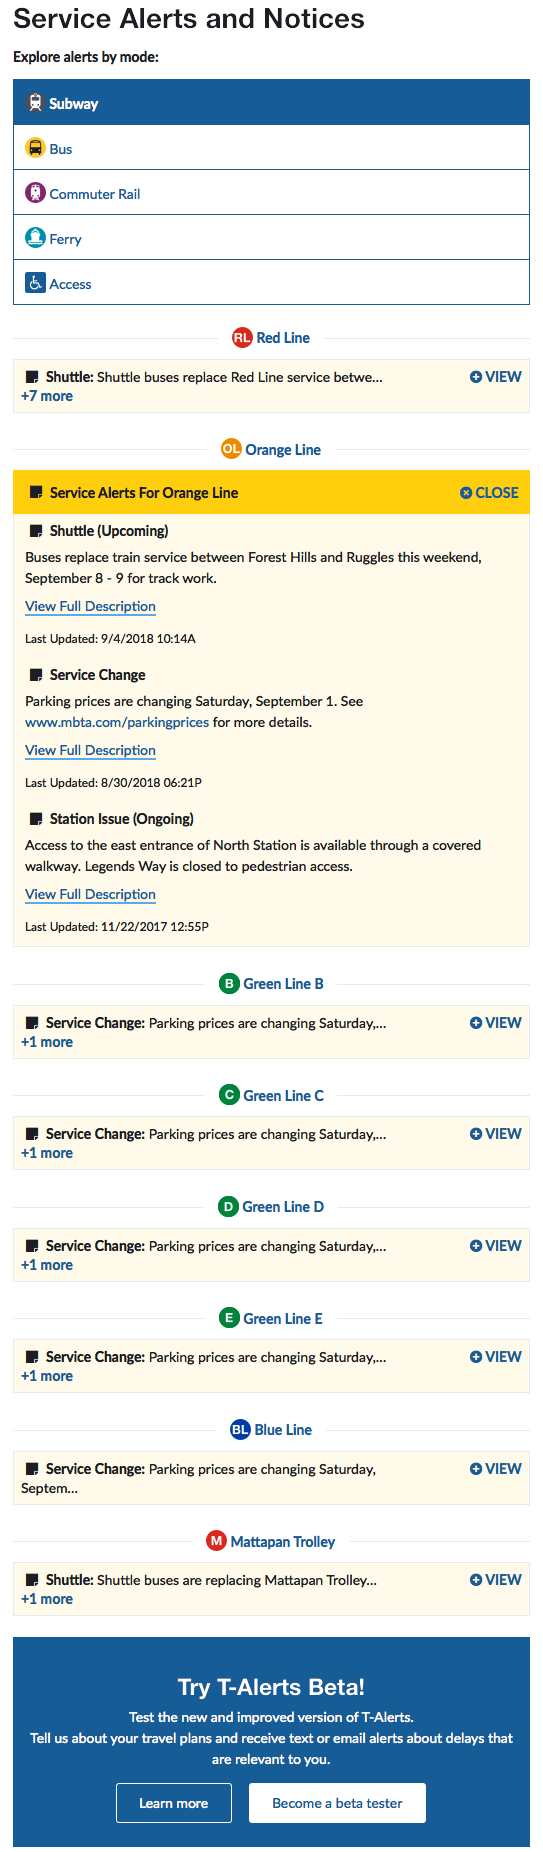 Service Alerts and Notices
Explore alerts by mode:
Subway
Bus
Commuter Rail
Ferry
Access
RL Red Line
Shuttle: Shuttle buses replace Red Line service betwe...
+7 more
VIEW
OL Orange Line
Service Alerts For Orange Line
CLOSE
Shuttle (Upcoming)
Buses replace train service between Forest Hills and Ruggles this weekend,
September 8 - 9 for track work.
View Full Description
Last Updated: 9/4/2018 10:14A
Service Change
Parking prices are changing Saturday, September 1. See
www.mbta.com/parkingprices for more details.
View Full Description
Last Updated: 8/30/2018 06:21P
Station Issue (Ongoing)
Access to the east entrance of North Station is available through a covered
walkway. Legends Way is closed to pedestrian access.
View Full Description
Last Updated: 11/22/2017 12:55P
B Green Line B
Service Change: Parking prices are changing Saturday,...
+1 more
VIEW
C Green Line C
Service Change: Parking prices are changing Saturday,...
+1 more
VIEW
D Green Line D
Service Change: Parking prices are changing Saturday,...
+1 more
VIEW
E Green Line E
Service Change: Parking prices are changing Saturday,...
+1 more
VIEW
BL Blue Line
Service Change: Parking prices are changing Saturday,
Septem...
VIEW
M Mattapan Trolley
Shuttle: Shuttle buses are replacing Mattapan Trolley...
+1 more
VIEW
Try T-Alerts Beta!
Test the new and improved version of T-Alerts.
Tell us about your travel plans and receive text or email alerts about delays that
are relevant to you.
Learn more
Become a beta tester